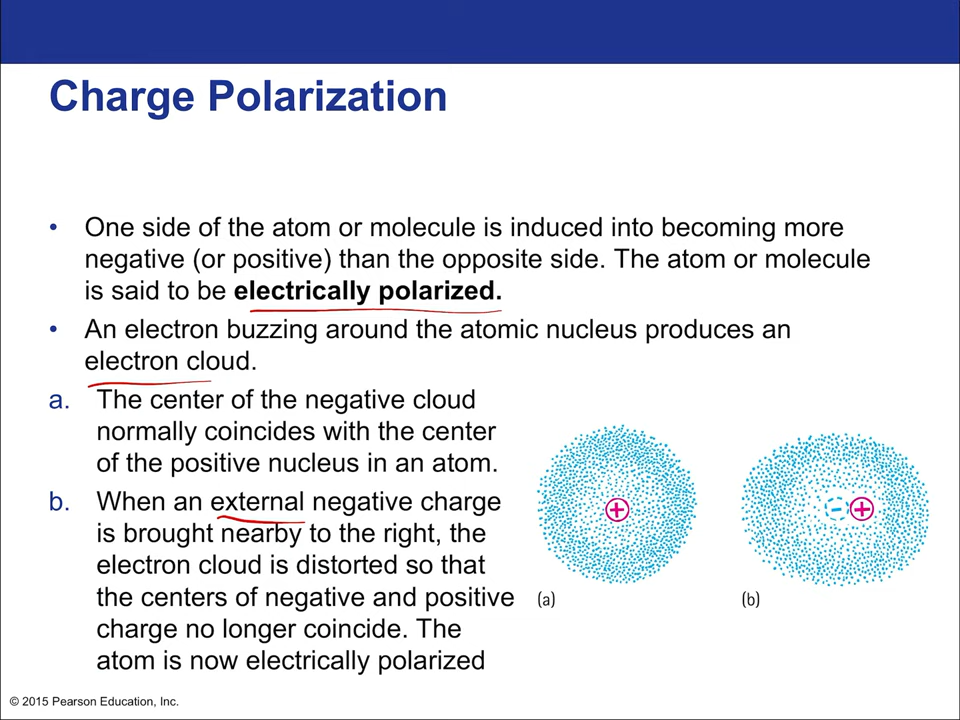 Charge Polarization
• One side of the atom or molecule is induced into becoming more
negative (or positive) than the opposite side. The atom or molecule
is said to be electrically polarized.
• An electron buzzing around the atomic nucleus produces an
electron cloud.
a. The center of the negative cloud
normally coincides with the center
of the positive nucleus in an atom.
b. When an external negative charge
is brought nearby to the right, the
electron cloud is distorted so that
the centers of negative and positive
charge no longer coincide. The
atom is now electrically polarized
+
- +
(a)
(b)
© 2015 Pearson Education, Inc.